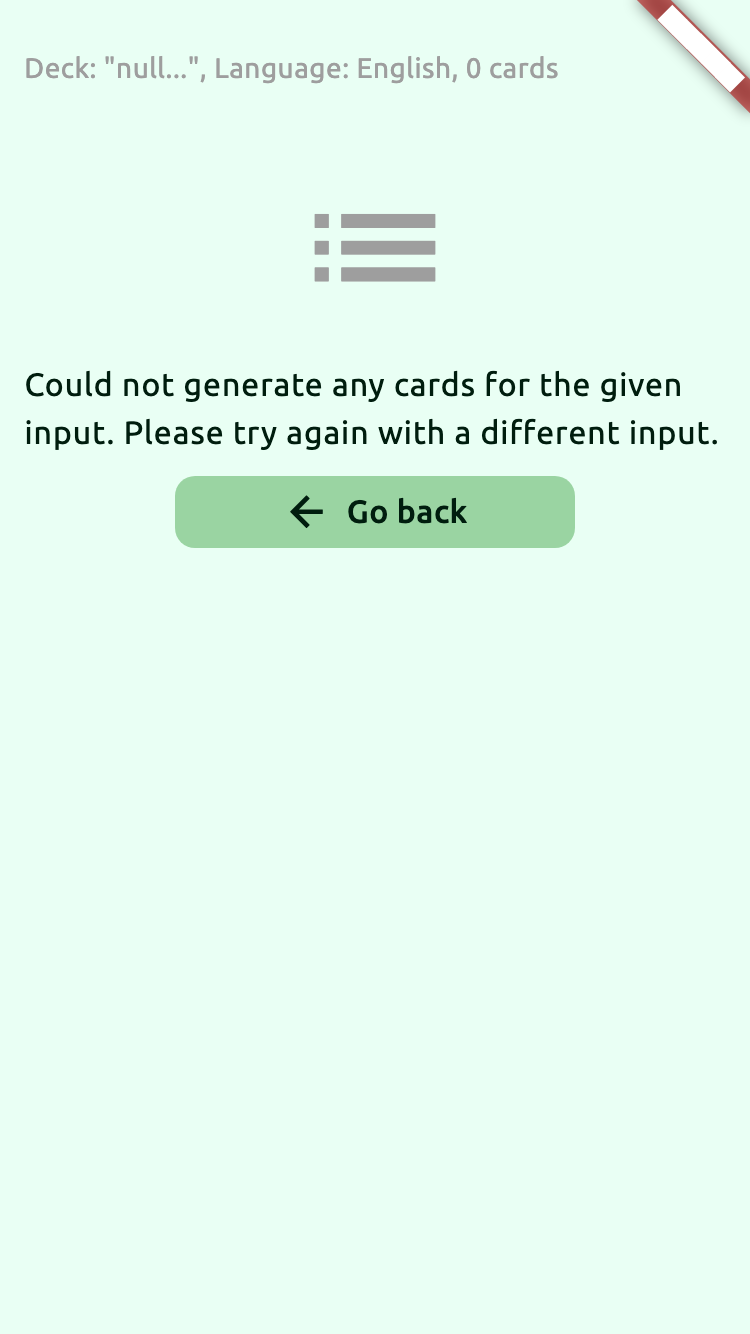 Deck: "null...", Language: English, 0 cards
Could not generate any cards for the given
input. Please try again with a different input.
Go back